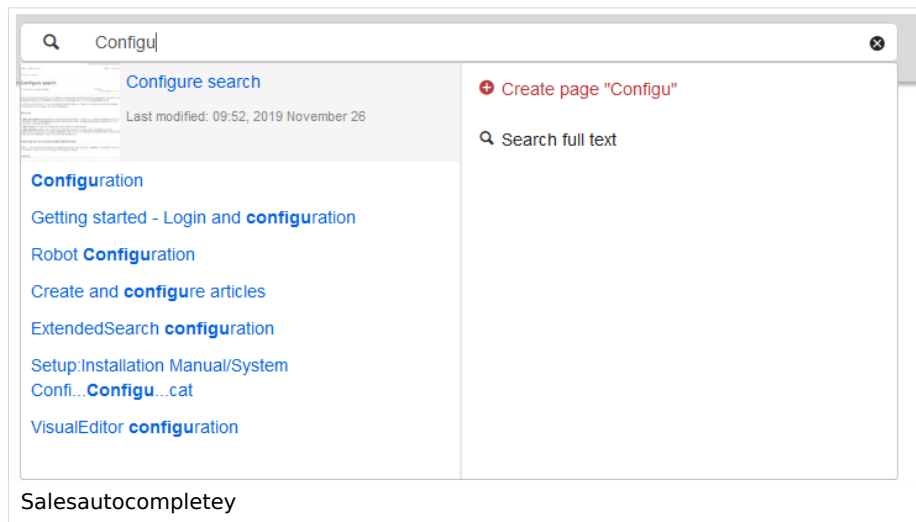 Configu
Configure search
Last modified: 09:52, 2019 November 26
Configuration
Getting started - Login and configuration
Robot Configuration
Create and configure articles
ExtendedSearch configuration
Setup:Installation Manual/System
Confi...Configu...cat
VisualEditor configuration
Create page "Configu"
Search full text
Salesautocompletey